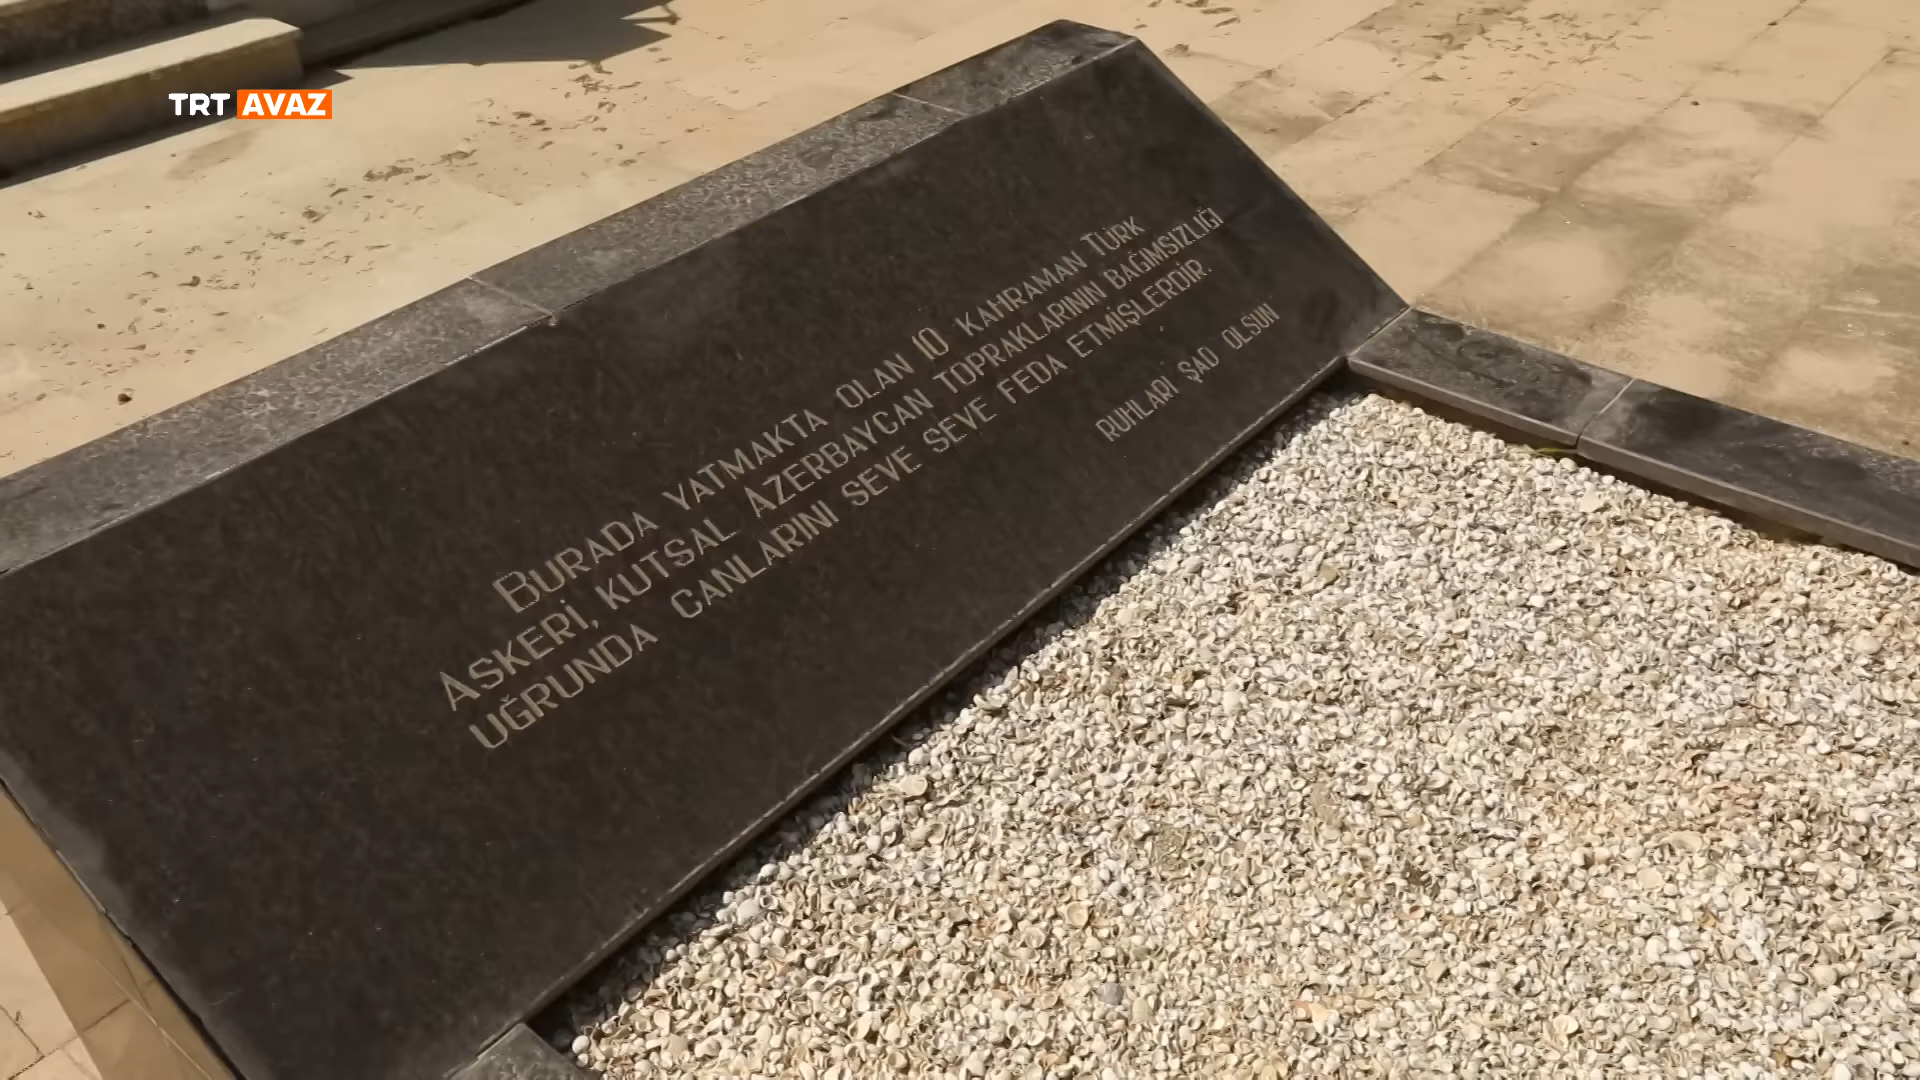 TRT AVAZ
BURADA YATMAKTA OLAN 10 KAHRAMAN TÜRK
ASKERİ, KUTSAL AZERBAYCAN TOPRAKLARININ BAĞIMSIZLIĞI
UĞRUNDA CANLARINI SEVE SEVE FEDA ETMİŞLERDİR.
RUHLARİ ŞAD OLSUN